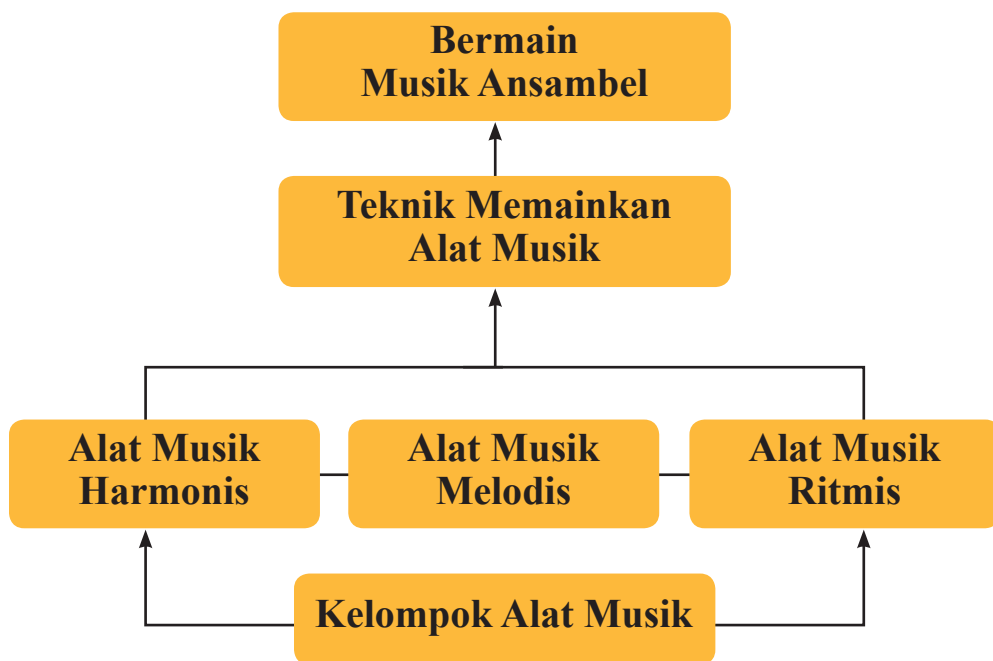 Bermain
Musik Ansambel
Teknik Memainkan
Alat Musik
Alat Musik
Harmonis
Alat Musik
Melodis
Alat Musik
Ritmis
Kelompok Alat Musik